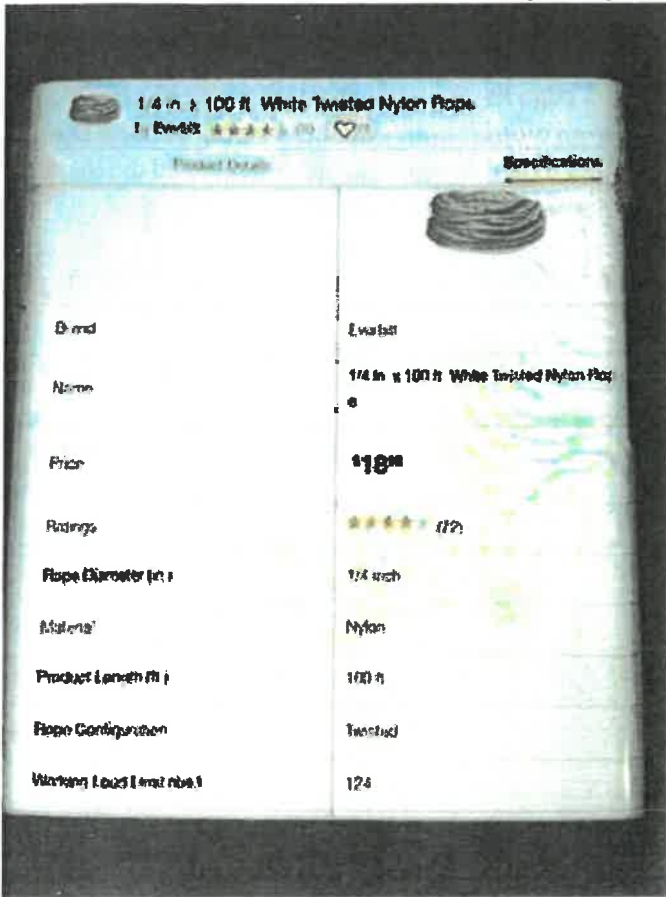 1/4 in. x 100 ft. White Twisted Nylon Rope
Everbilt
Product Details
Specifications
Brand
Everbilt
Name
1/4 in. x 100 ft. White Twisted Nylon Rop
e
Price
Ratings
(72)
Rope Diameter (in.)
1/4 inch
Material
Nylon
Product Length (ft.)
100 ft
Rope Configuration
Twisted
Working Load Limit (lbs.)
124